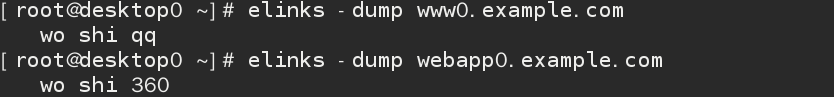 [root@desktop0 ~]# elinks -dump www0.example.com
wo shi qq
[root@desktop0 ~]# elinks -dump webapp0.example.com
wo shi 360